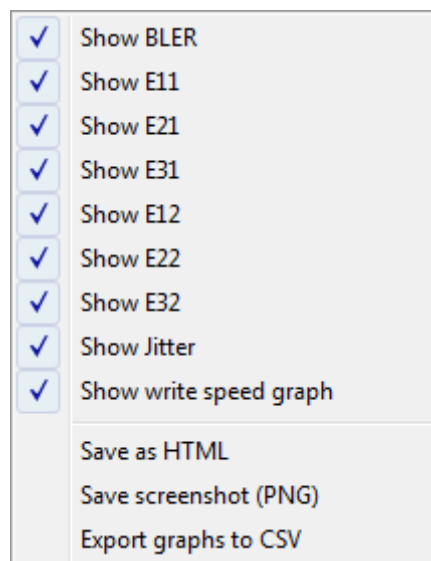 Show BLER
Show E11
Show E21
Show E31
Show E12
Show E22
Show E32
Show Jitter
Show write speed graph
Save as HTML
Save screenshot (PNG)
Export graphs to CSV